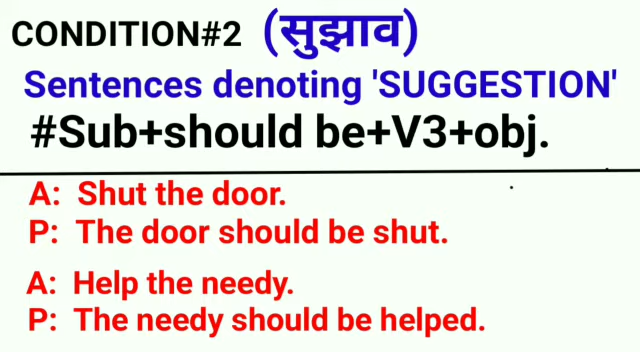 CONDITION#2 (सुझाव)
Sentences denoting 'SUGGESTION'
#Sub+should be+V3+obj.
A: Shut the door.
P: The door should be shut.
A: Help the needy.
P: The needy should be helped.